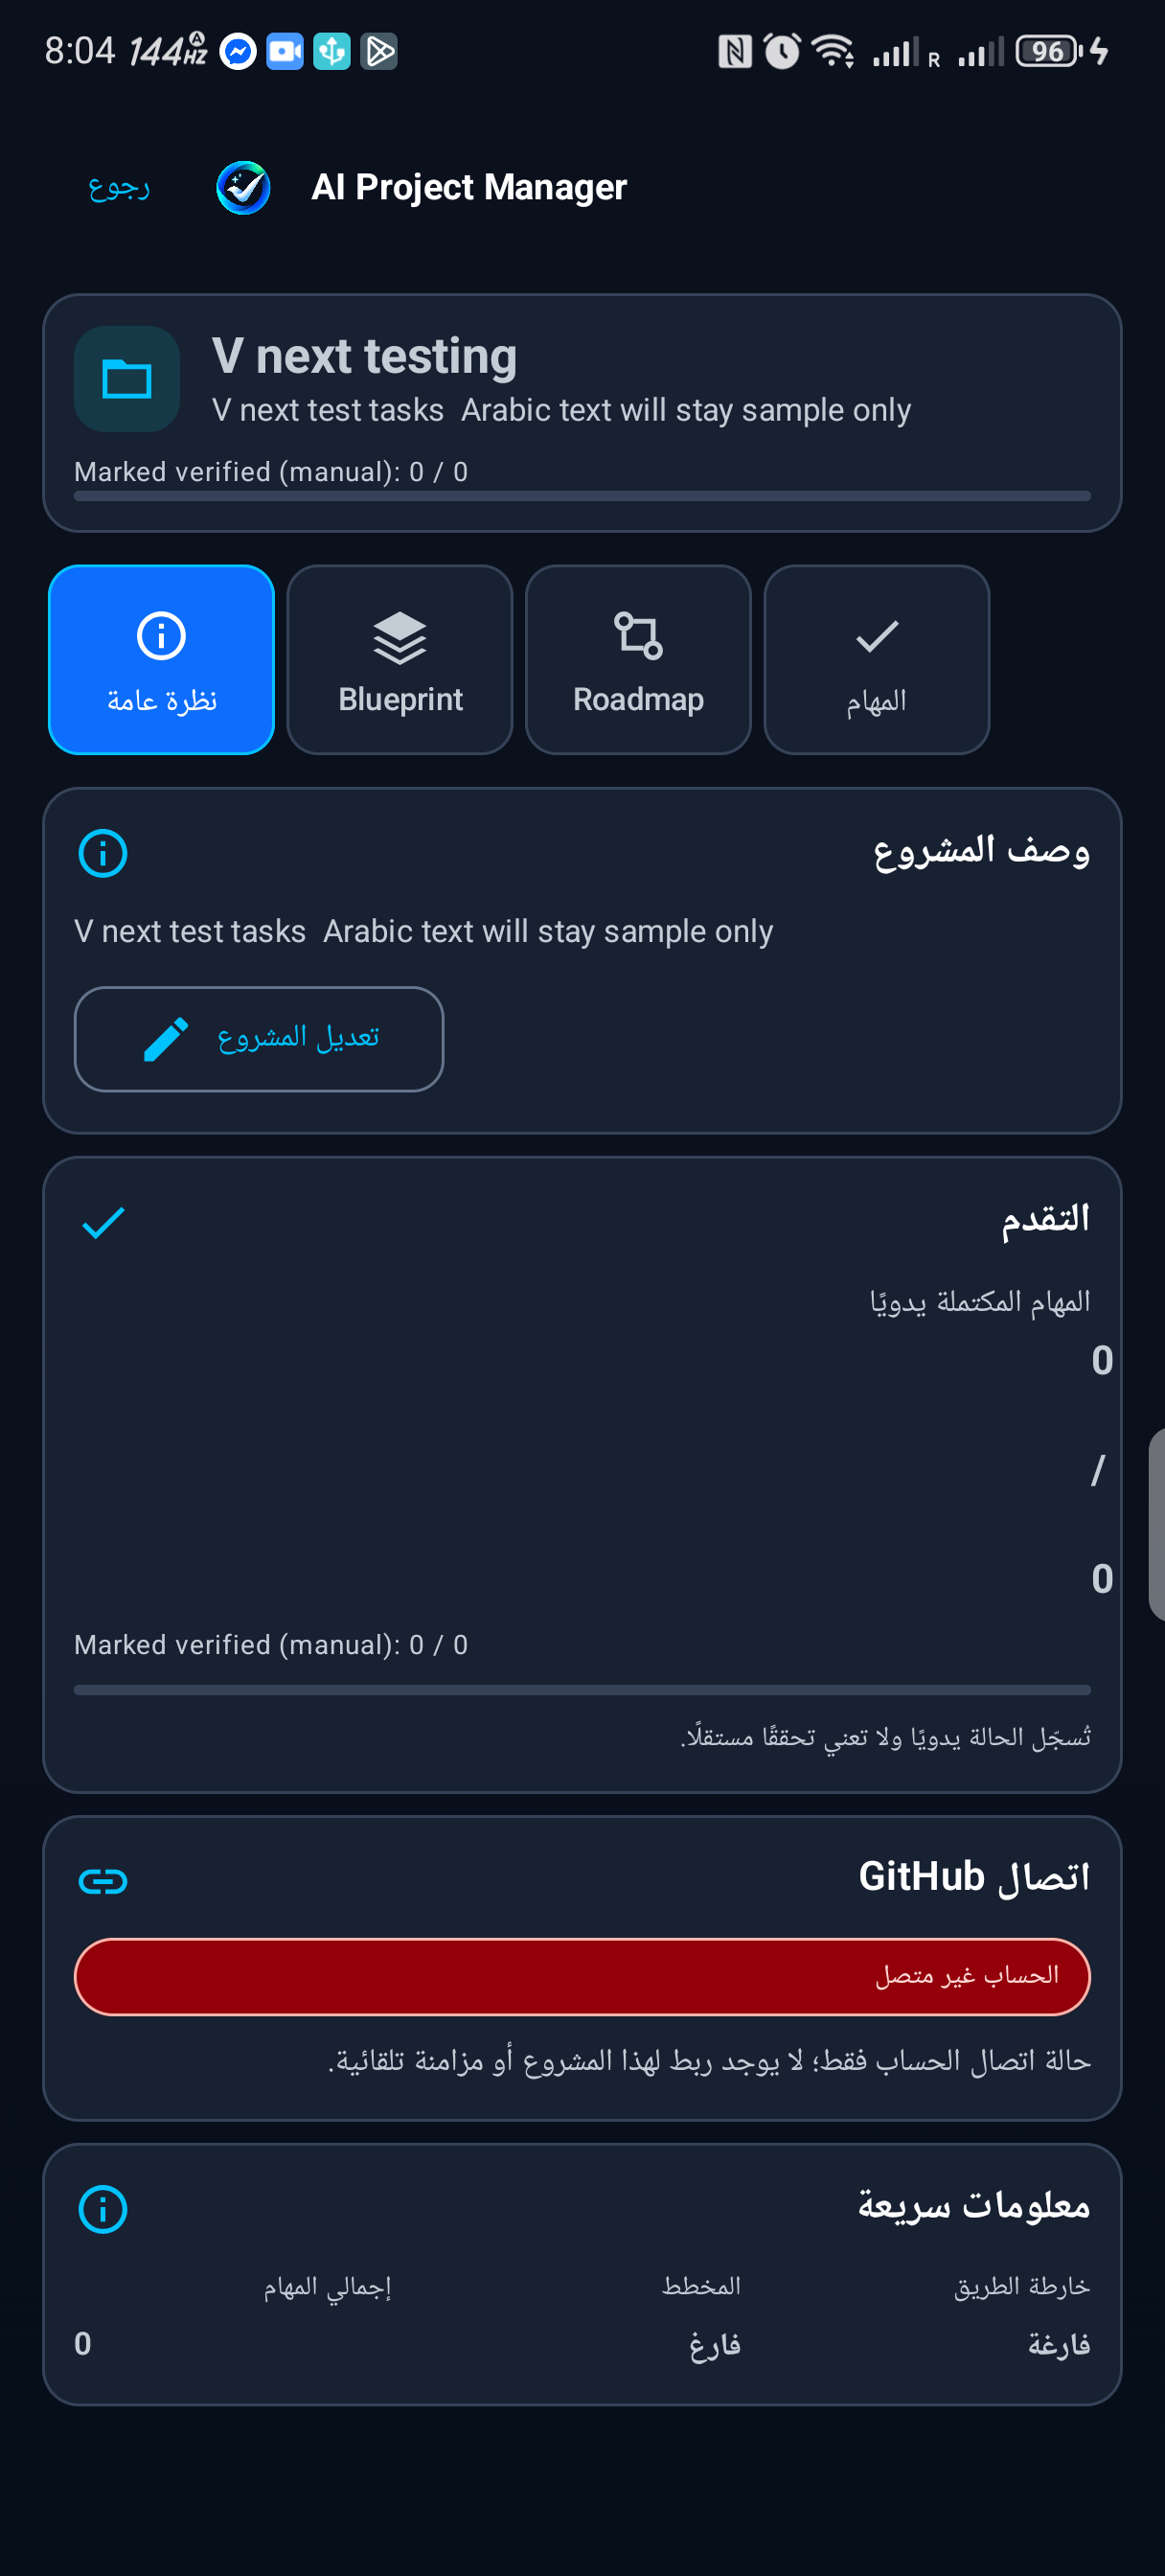 8:04 144HZ A R 96
رجوع AI Project Manager
V next testing
V next test tasks  Arabic text will stay sample only
Marked verified (manual): 0 / 0
نظرة عامة
Blueprint
Roadmap
المهام
وصف المشروع
V next test tasks  Arabic text will stay sample only
تعديل المشروع
التقدم
المهام المكتملة يدويًا
0
/
0
Marked verified (manual): 0 / 0
تُسجّل الحالة يدويًا ولا تعني تحققًا مستقلًا.
اتصال GitHub
الحساب غير متصل
حالة اتصال الحساب فقط؛ لا يوجد ربط لهذا المشروع أو مزامنة تلقائية.
معلومات سريعة
خارطة الطريق المخطط إجمالي المهام
فارغة فارغ 0